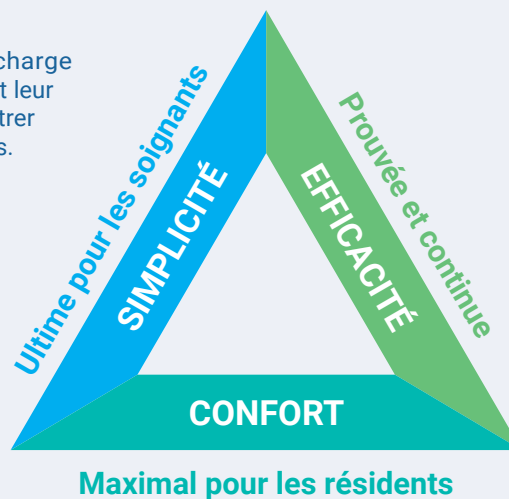 charge
t leur
trer
s.
Ultime pour les soignants
SIMPLICITÉ
Prouvée et continue
EFFICACITÉ
CONFORT
Maximal pour les résidents